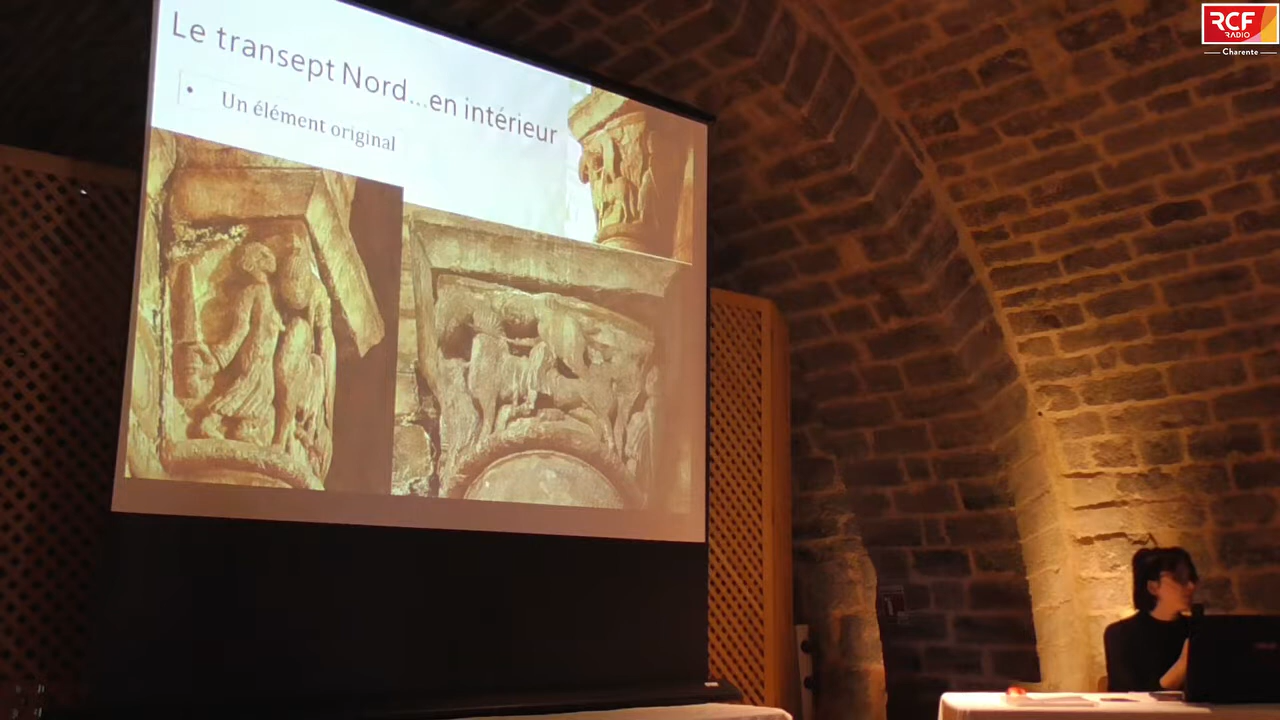 Le transept Nord...en intérieur
• Un élément original
RCF
RADIO
Charente